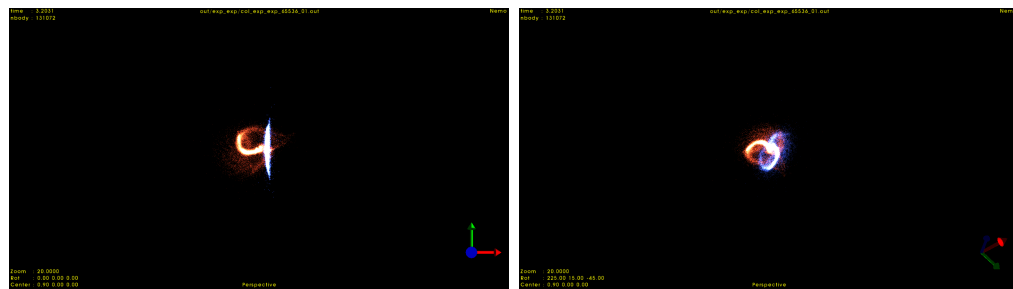 time : 3.2031
nbody : 131072
out/exp_exp/col_exp_exp_65536_01.out
Nemo
Zoom : 20.0000
Rot : 0.00 0.00 0.00
Center : 0.90 0.00 0.00
Perspective
time : 3.2031
nbody : 131072
out/exp_exp/col_exp_exp_65536_01.out
Nem
Zoom : 20.0000
Rot : 225.00 15.00 -45.00
Center : 0.90 0.00 0.00
Perspective